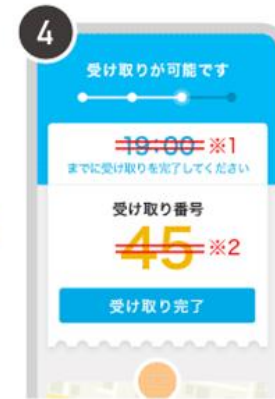 4
受け取りが可能です
19:00 ※1
までに受け取りを完了してください
受け取り番号
45 ※2
受け取り完了